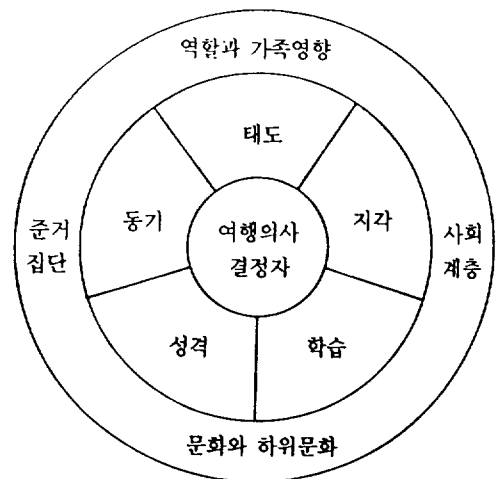 역할과 가족영향
태도
동기
지각
준거
집단
여행의사
결정자
사회
계층
성격
학습
문화와 하위문화